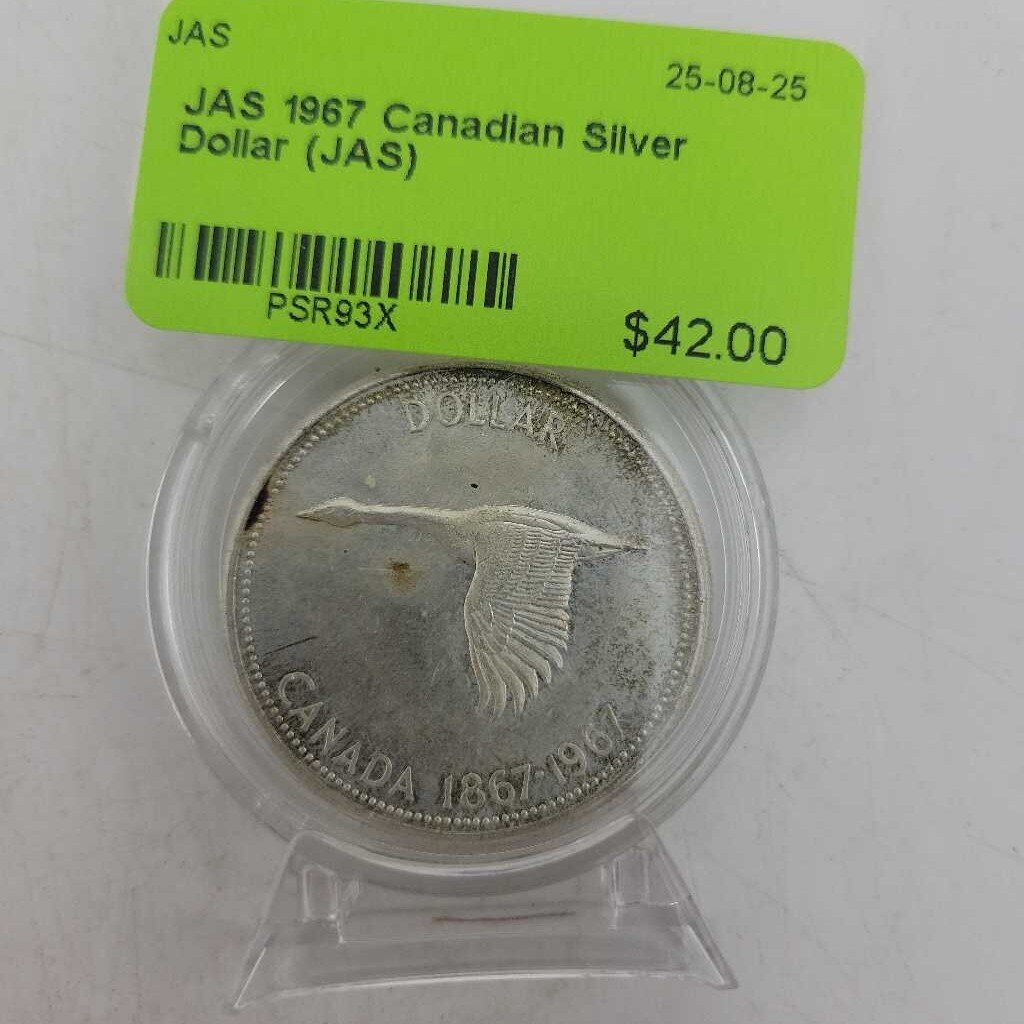 JAS
25-08-25
JAS 1967 Canadian Silver
Dollar (JAS)
PSR93X
$42.00
DOLLAR
CANADA 1867·1967